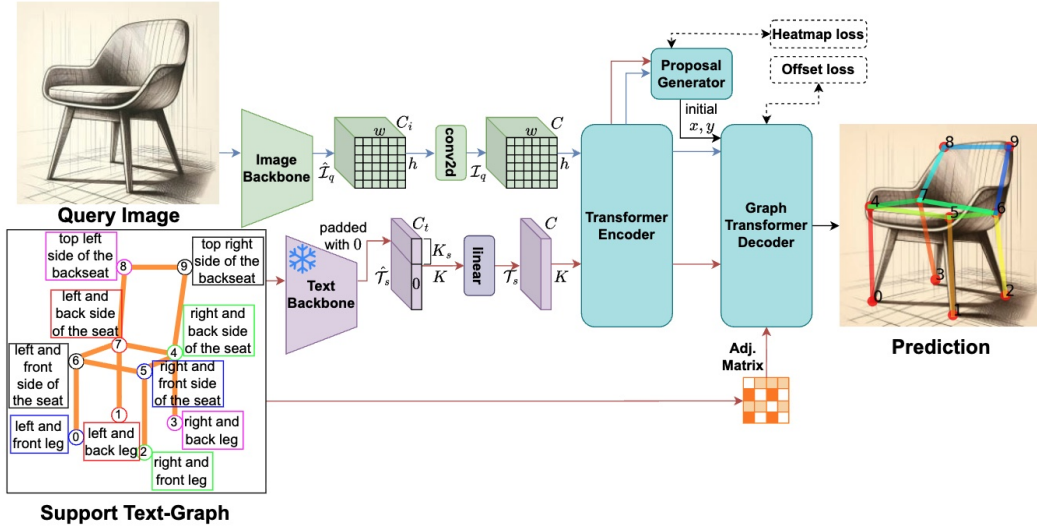 Heatmap loss
Offset loss
Proposal
Generator
initial
x, y
Image
Backbone
Î_q
C_i
w
h
conv2d
I_q
C
w
h
Transformer
Encoder
Graph
Transformer
Decoder
Query Image
padded
with 0
Text
Backbone
T̂_s
C_t
K_s
0
K
linear
T_s
C
K
Adj.
Matrix
top left
side of the
backseat
8
9
top right
side of the
backseat
left and
back side
of the seat
7
4
right and
back side
of the seat
left and
front
side of
the seat
6
5
right and
front side
of the seat
left and
front leg
0
1
left and
back leg
2
3
right and
back leg
right and
front leg
Support Text-Graph
8
9
7
4
5
6
3
2
0
1
Prediction